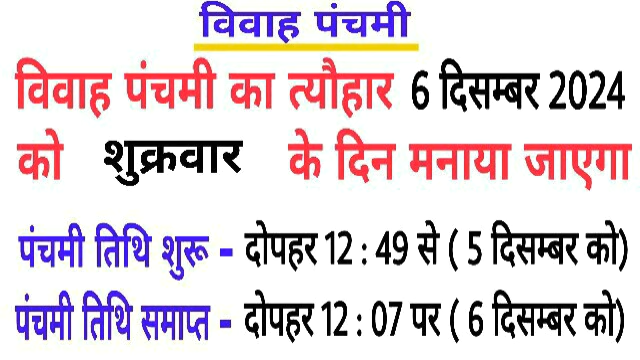 विवाह पंचमी
विवाह पंचमी का त्यौहार 6 दिसम्बर 2024
को शुक्रवार के दिन मनाया जाएगा
पंचमी तिथि शुरू - दोपहर 12 : 49 से ( 5 दिसम्बर को)
पंचमी तिथि समाप्त - दोपहर 12 : 07 पर ( 6 दिसम्बर को)